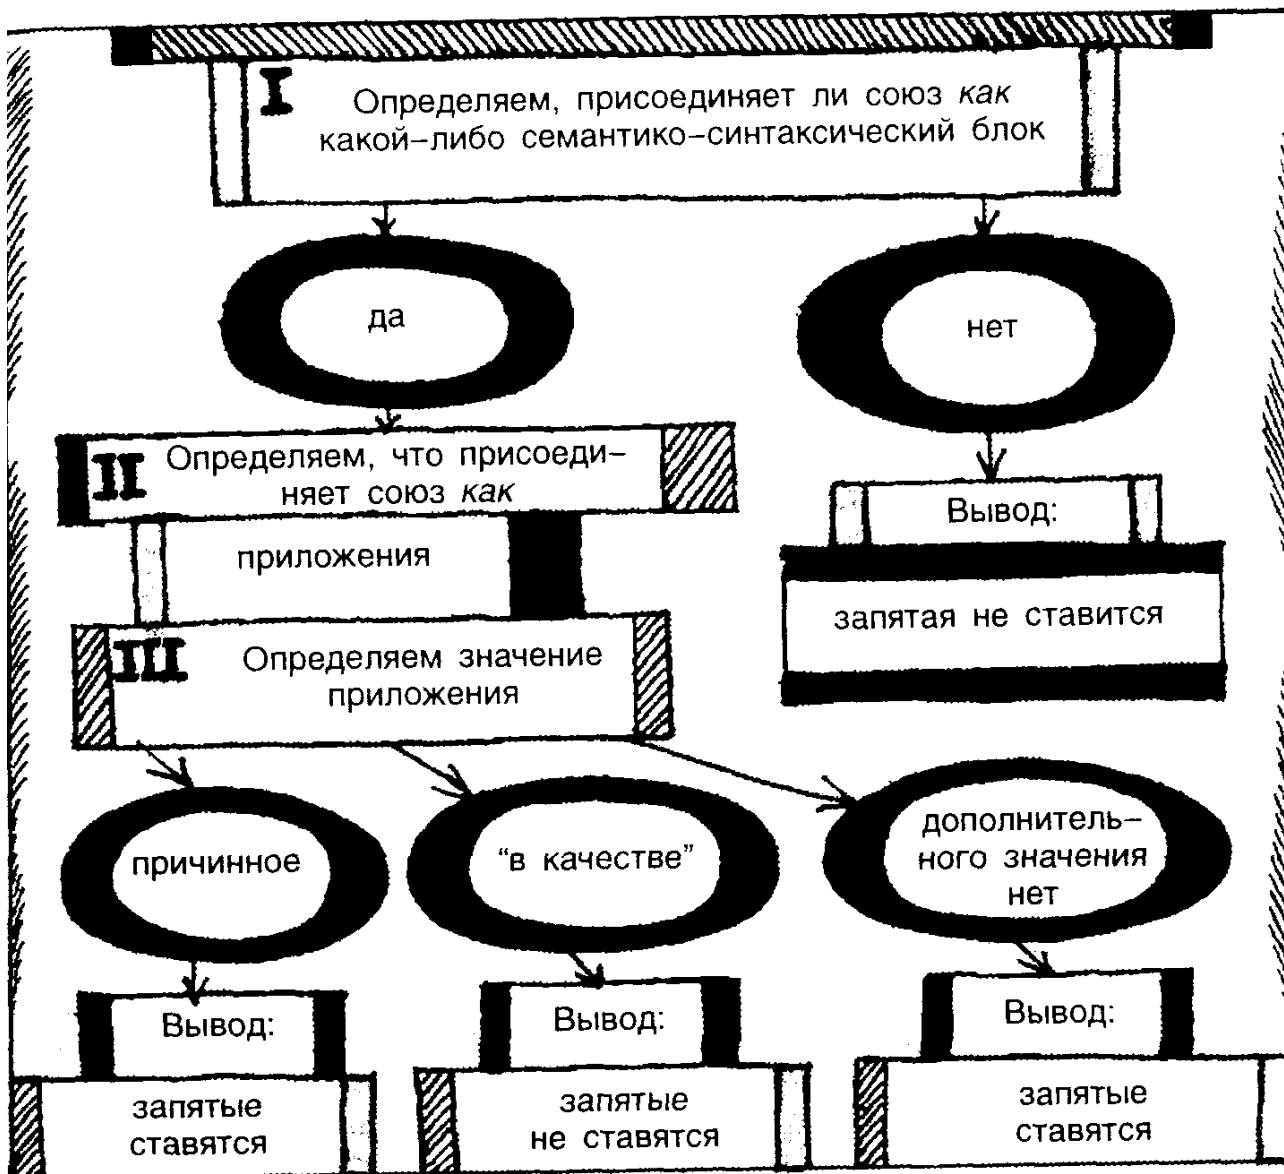 I
Определяем, присоединяет ли союз как
какой-либо семантико-синтаксический блок
да
нет
II
Определяем, что присоеди-
няет союз как
приложения
Вывод:
запятая не ставится
III
Определяем значение
приложения
причинное
“в качестве”
дополнитель-
ного значения
нет
Вывод:
запятые
ставятся
Вывод:
запятые
не ставятся
Вывод:
запятые
ставятся